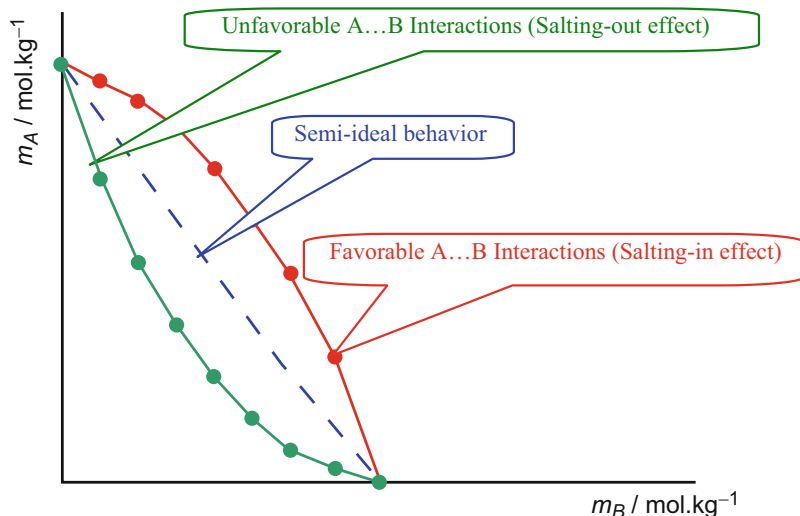 Unfavorable A…B Interactions (Salting-out effect)
Semi-ideal behavior
Favorable A…B Interactions (Salting-in effect)
m_A / mol.kg⁻¹
m_B / mol.kg⁻¹